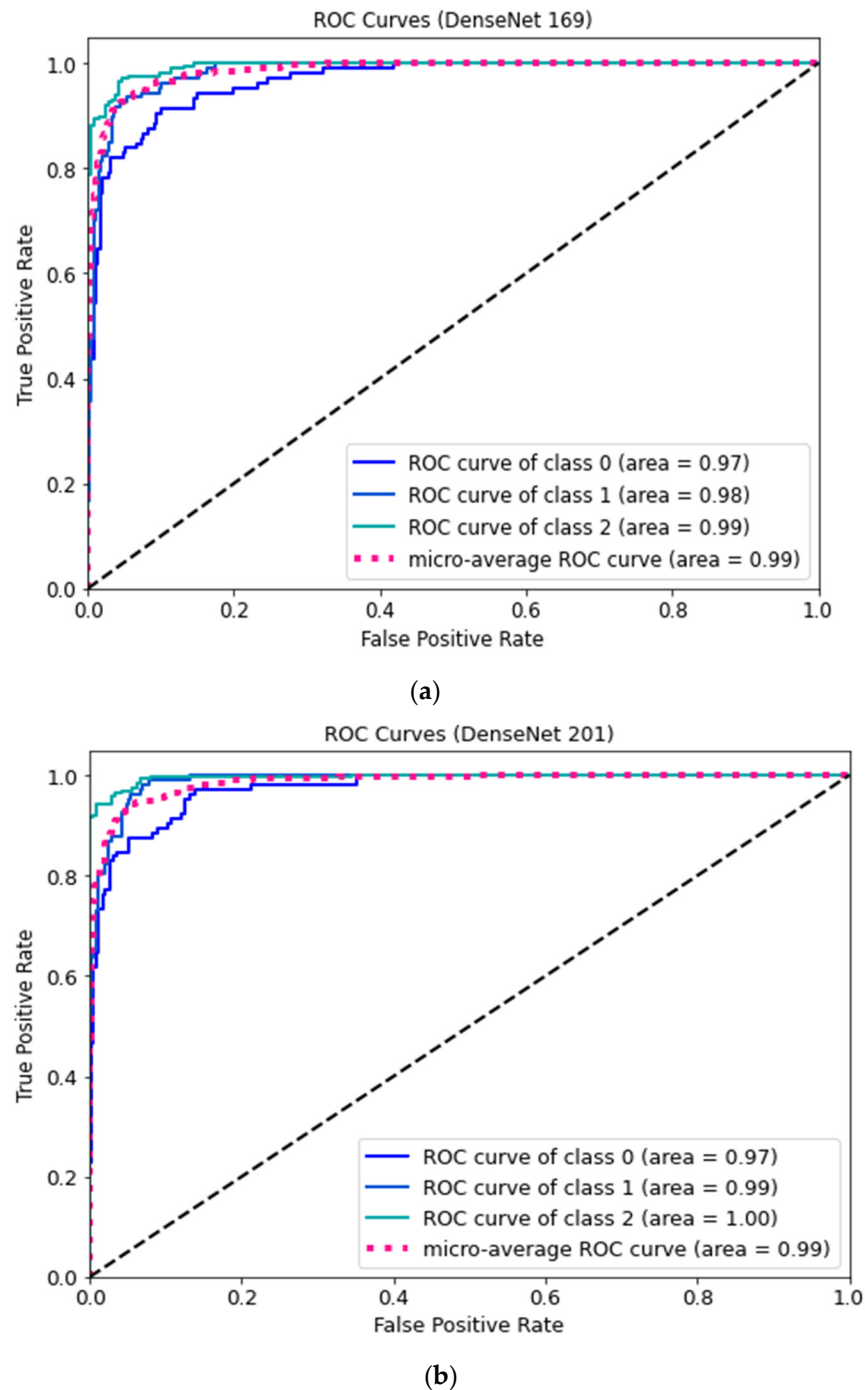 ROC Curves (DenseNet 169)
1.0
0.8
0.6
0.4
0.2
0.0
True Positive Rate
ROC curve of class 0 (area = 0.97)
ROC curve of class 1 (area = 0.98)
ROC curve of class 2 (area = 0.99)
micro-average ROC curve (area = 0.99)
0.0 0.2 0.4 0.6 0.8 1.0
False Positive Rate
(a)
ROC Curves (DenseNet 201)
1.0
0.8
0.6
0.4
0.2
0.0
True Positive Rate
ROC curve of class 0 (area = 0.97)
ROC curve of class 1 (area = 0.99)
ROC curve of class 2 (area = 1.00)
micro-average ROC curve (area = 0.99)
0.0 0.2 0.4 0.6 0.8 1.0
False Positive Rate
(b)